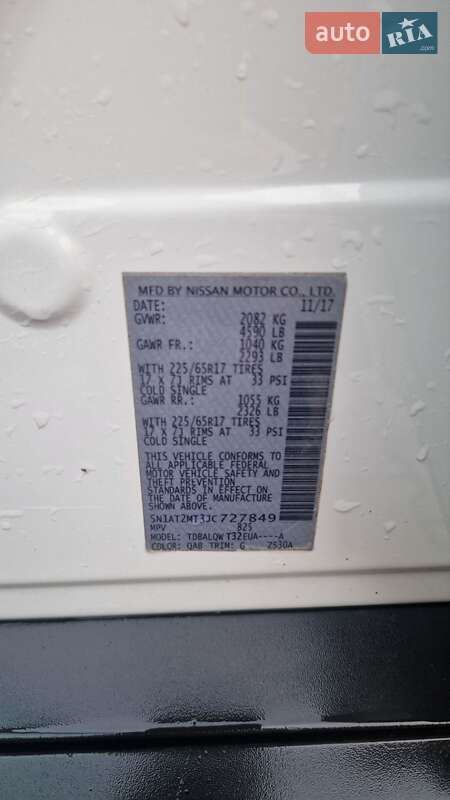 auto RIA.com
MFD BY NISSAN MOTOR CO., LTD.
DATE: 11/17
GVWR: 2082 KG
4590 LB
GAWR FR.: 1040 KG
2293 LB
WITH 225/65R17 TIRES
17 X 7J RIMS AT 33 PSI
COLD SINGLE
GAWR RR.: 1055 KG
2326 LB
WITH 225/65R17 TIRES
17 X 7J RIMS AT 33 PSI
COLD SINGLE
THIS VEHICLE CONFORMS TO
ALL APPLICABLE FEDERAL
MOTOR VEHICLE SAFETY AND
THEFT PREVENTION
STANDARDS IN EFFECT ON
THE DATE OF MANUFACTURE
SHOWN ABOVE.
5N1AT2MT3JC727849
MPV B25
MODEL: TDBALQW T32EUA----A
COLOR: QAB TRIM: G 2530A